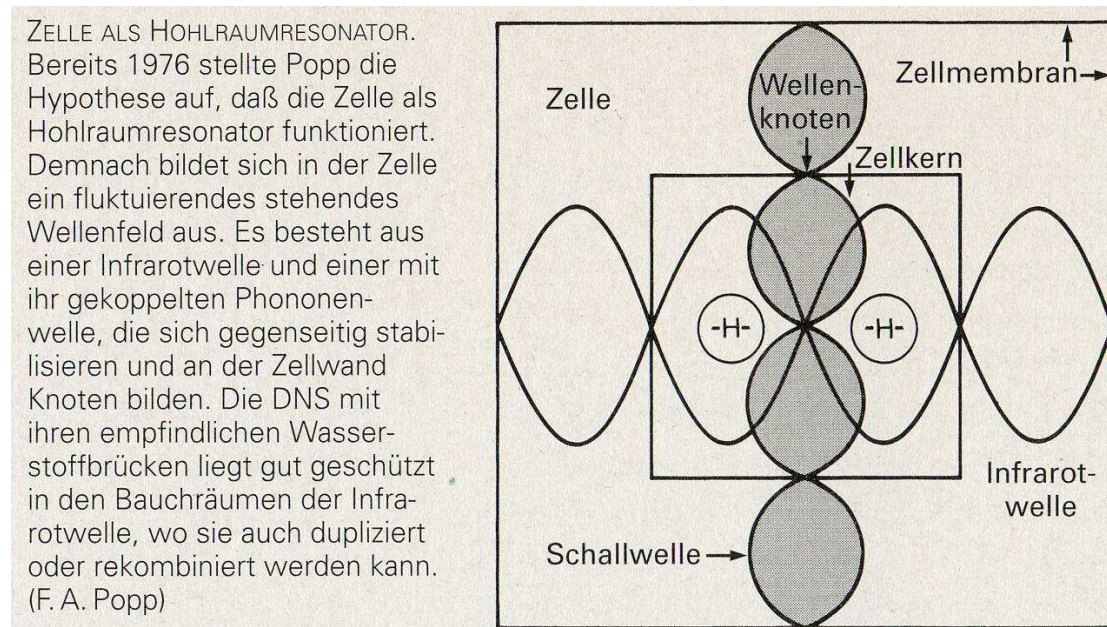 ZELLE ALS HOHLRAUMRESONATOR.
Bereits 1976 stellte Popp die
Hypothese auf, daß die Zelle als
Hohlraumresonator funktioniert.
Demnach bildet sich in der Zelle
ein fluktuierendes stehendes
Wellenfeld aus. Es besteht aus
einer Infrarotwelle und einer mit
ihr gekoppelten Phononen-
welle, die sich gegenseitig stabi-
lisieren und an der Zellwand
Knoten bilden. Die DNS mit
ihren empfindlichen Wasser-
stoffbrücken liegt gut geschützt
in den Bauchräumen der Infra-
rotwelle, wo sie auch dupliziert
oder rekombiniert werden kann.
(F. A. Popp)
Zelle
Wellen-
knoten
Zellmembran
Zellkern
-H-
-H-
Infrarot-
welle
Schallwelle